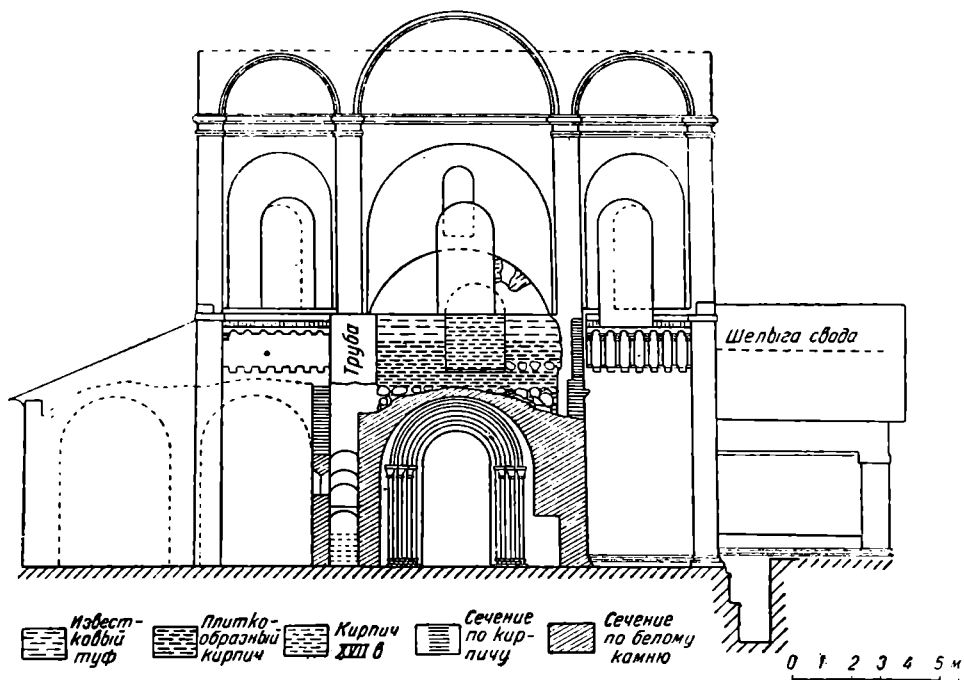 Труба
Шелыга свода
Извест-
ковый
туф
Плитко-
образный
кирпич
Кирпич
XVII в
Сечение
по кир-
пичу
Сечение
по белому
камню
0 1 2 3 4 5 м